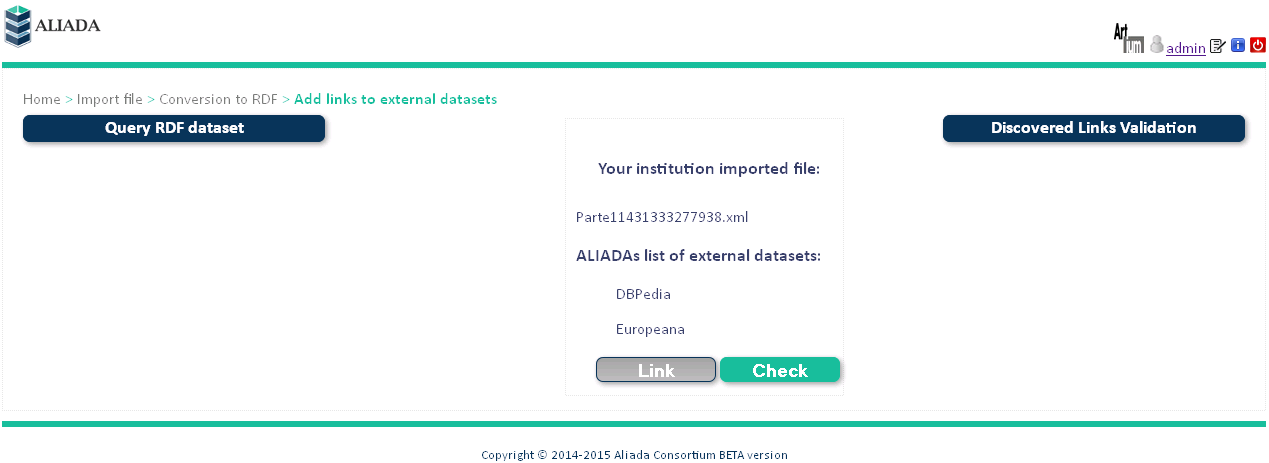 ALIADA
Art
ium
admin
Home > Import file > Conversion to RDF > Add links to external datasets
Query RDF dataset
Discovered Links Validation
Your institution imported file:
Parte11431333277938.xml
ALIADAs list of external datasets:
DBPedia
Europeana
Link
Check
Copyright © 2014-2015 Aliada Consortium BETA version